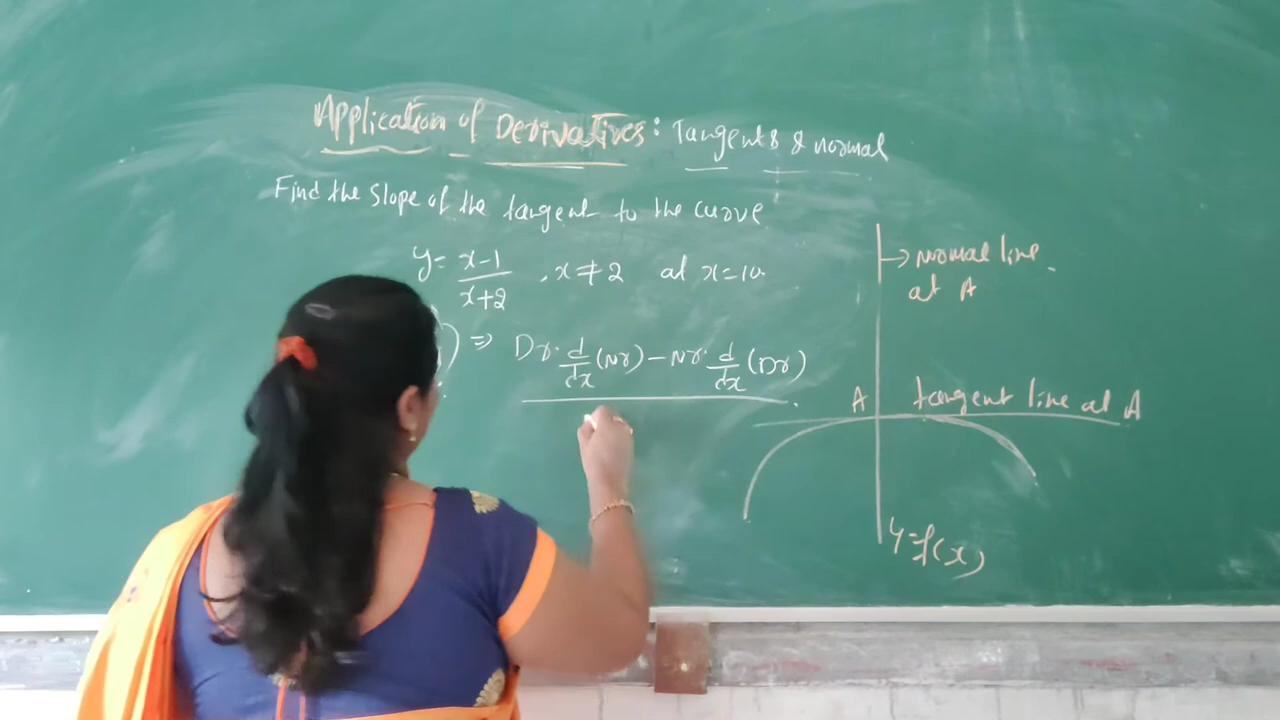 Application of Derivatives: Tangents & normal
Find the slope of the tangent to the curve
y = x-1 / x+2 , x ≠ 2 at x=10.
) ⇒ Dr. d/dx (Nr) - Nr. d/dx (Dr)
normal line
at A
A tangent line at A
y=f(x)